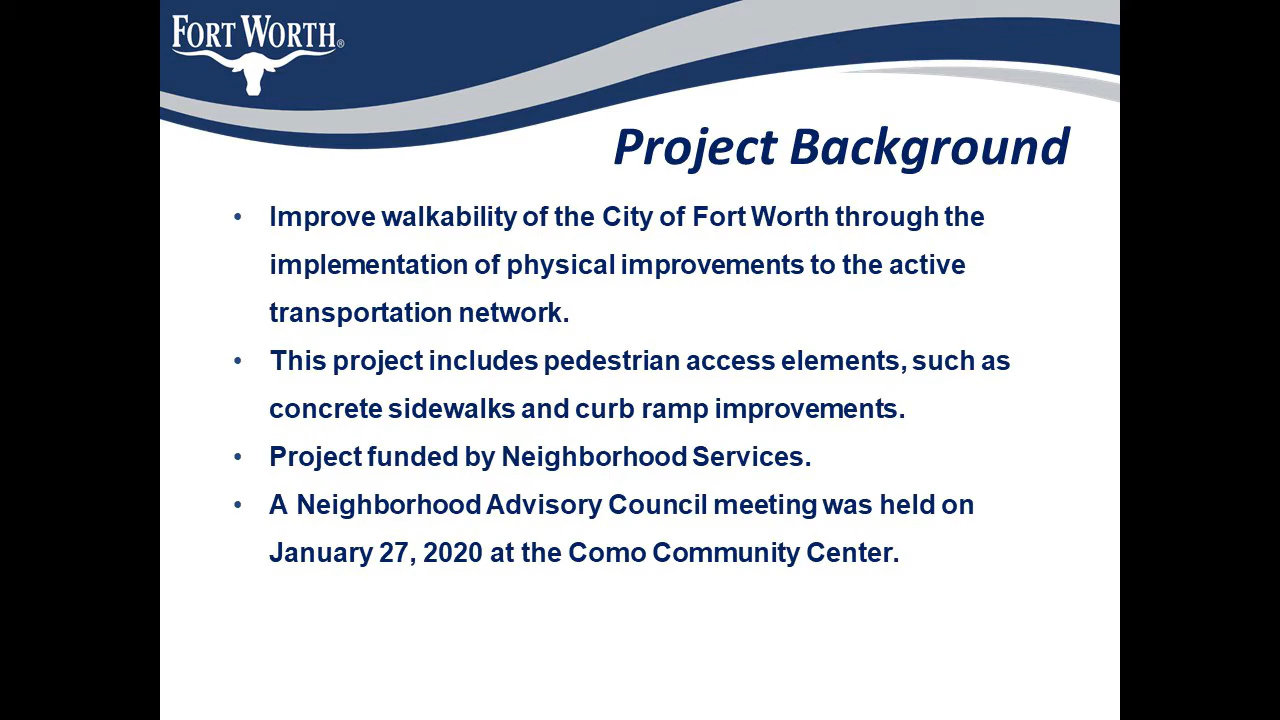 FORT WORTH®
Project Background
• Improve walkability of the City of Fort Worth through the
implementation of physical improvements to the active
transportation network.
• This project includes pedestrian access elements, such as
concrete sidewalks and curb ramp improvements.
• Project funded by Neighborhood Services.
• A Neighborhood Advisory Council meeting was held on
January 27, 2020 at the Como Community Center.